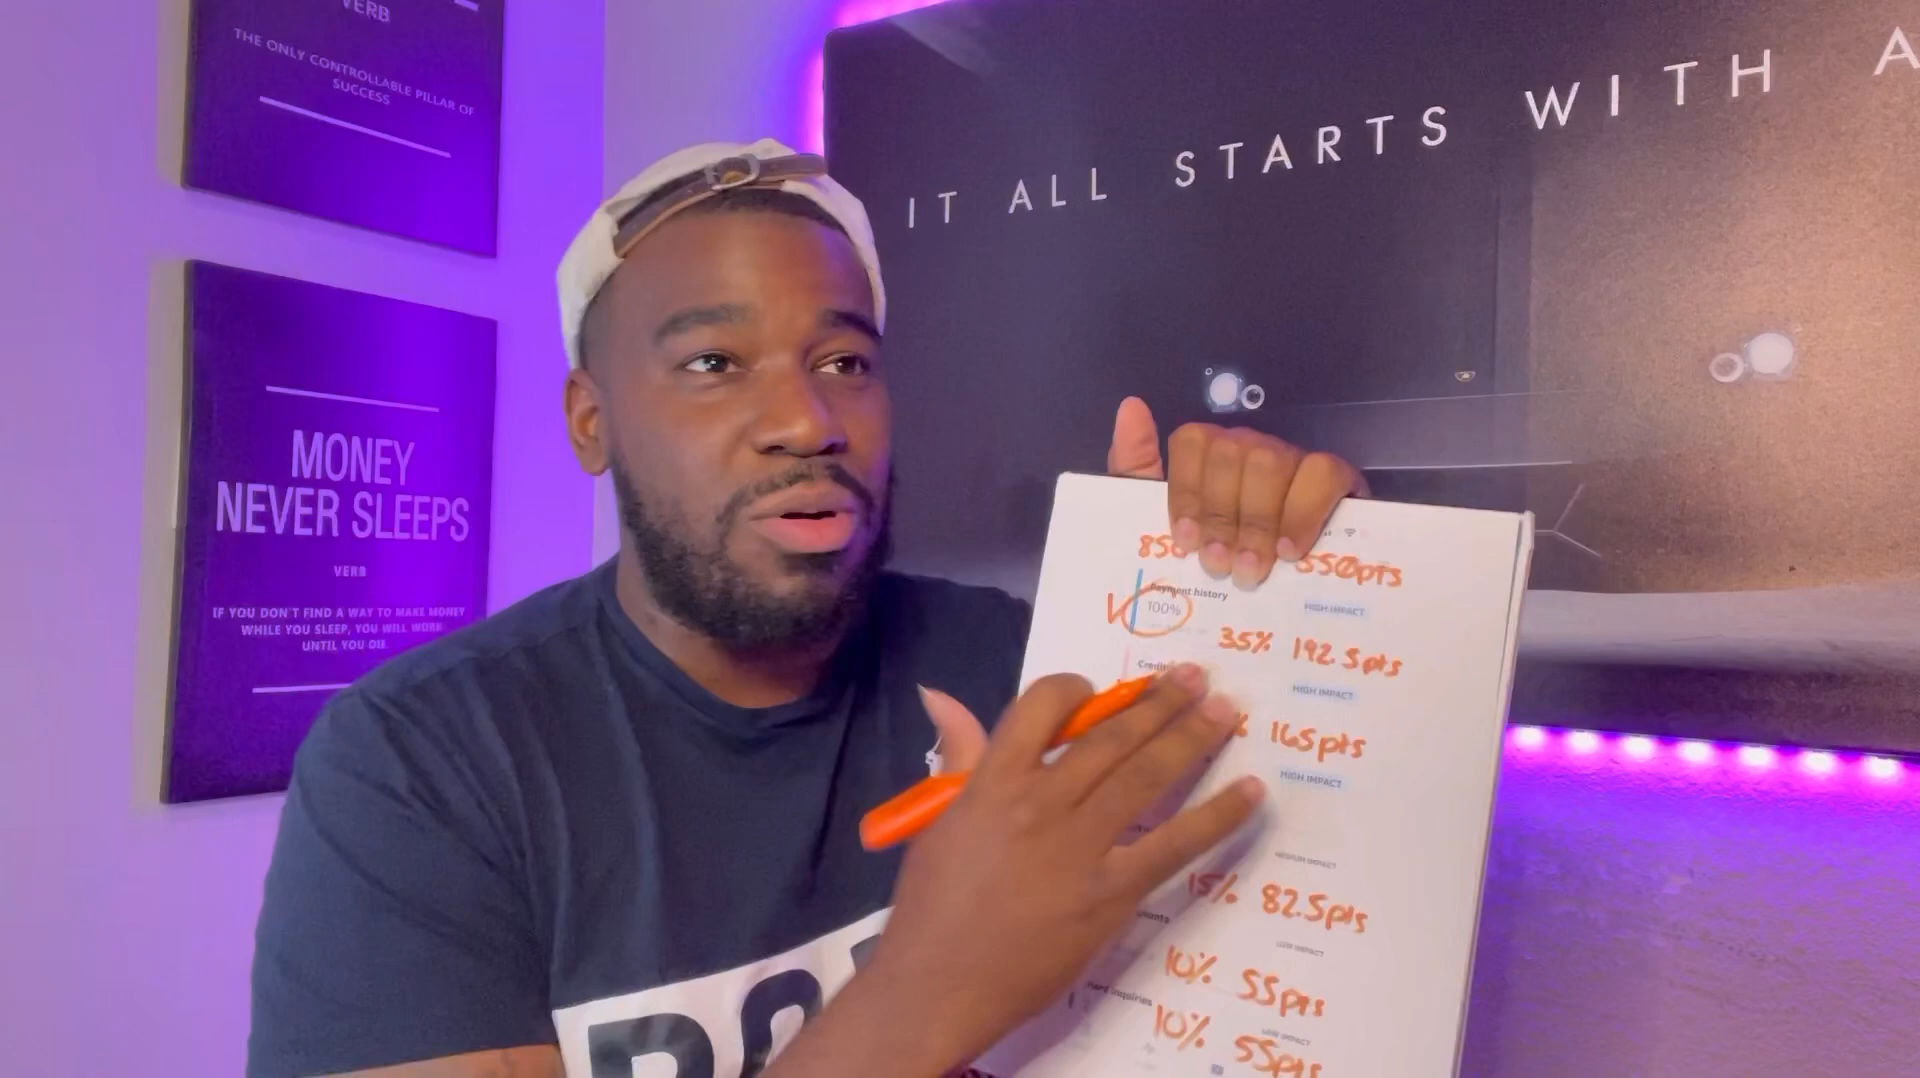 VERB
THE ONLY CONTROLLABLE PILLAR OF
SUCCESS
MONEY
NEVER SLEEPS
VERB
IF YOU DON'T FIND A WAY TO MAKE MONEY
WHILE YOU SLEEP, YOU WILL WORK
UNTIL YOU DIE.
IT ALL STARTS WITH A
850 550pts
Payment history
100%
HIGH IMPACT
35% 192.5pts
Credit
HIGH IMPACT
% 165pts
HIGH IMPACT
MEDIUM IMPACT
15% 82.5pts
LOW IMPACT
10% 55pts
Hard inquiries
LOW IMPACT
10% 55pts